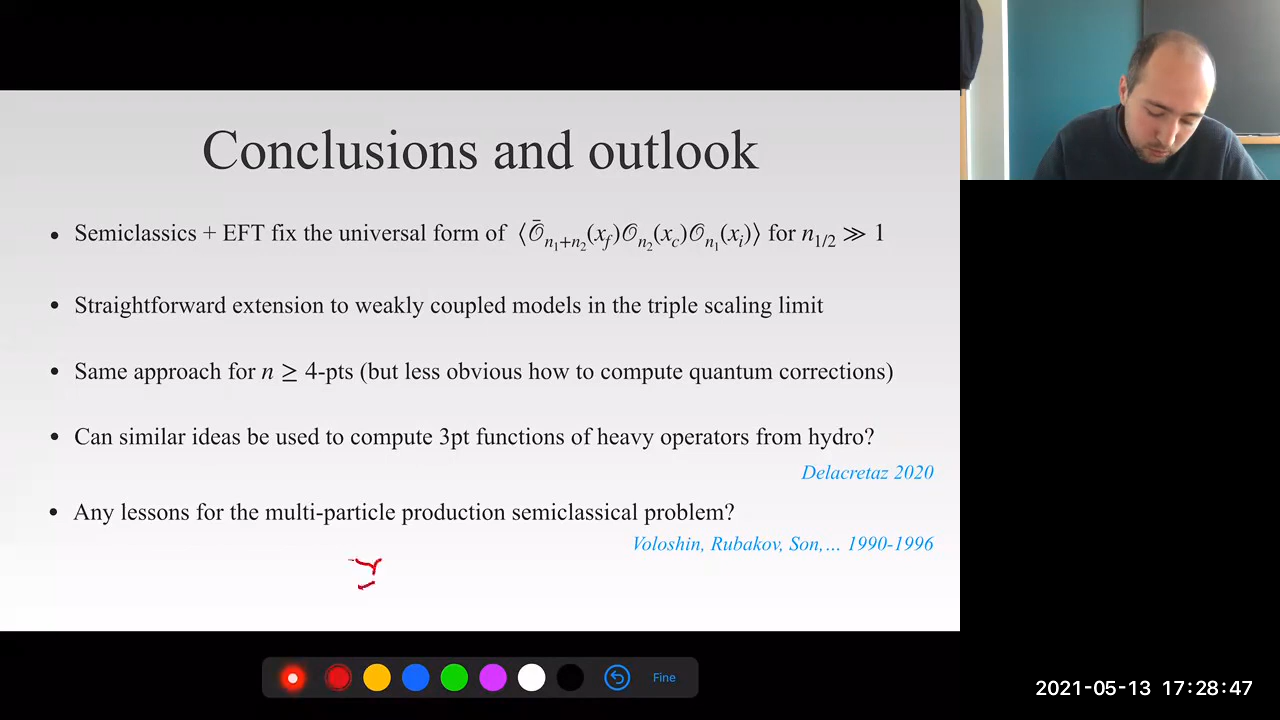 Conclusions and outlook
• Semiclassics + EFT fix the universal form of ⟨𝒪̄_{n₁+n₂}(x_f)𝒪_{n₂}(x_c)𝒪_{n₁}(x_i)⟩ for n_{1/2} ≫ 1
• Straightforward extension to weakly coupled models in the triple scaling limit
• Same approach for n ≥ 4-pts (but less obvious how to compute quantum corrections)
• Can similar ideas be used to compute 3pt functions of heavy operators from hydro?
Delacretaz 2020
• Any lessons for the multi-particle production semiclassical problem?
Voloshin, Rubakov, Son,... 1990-1996
Fine
2021-05-13 17:28:47